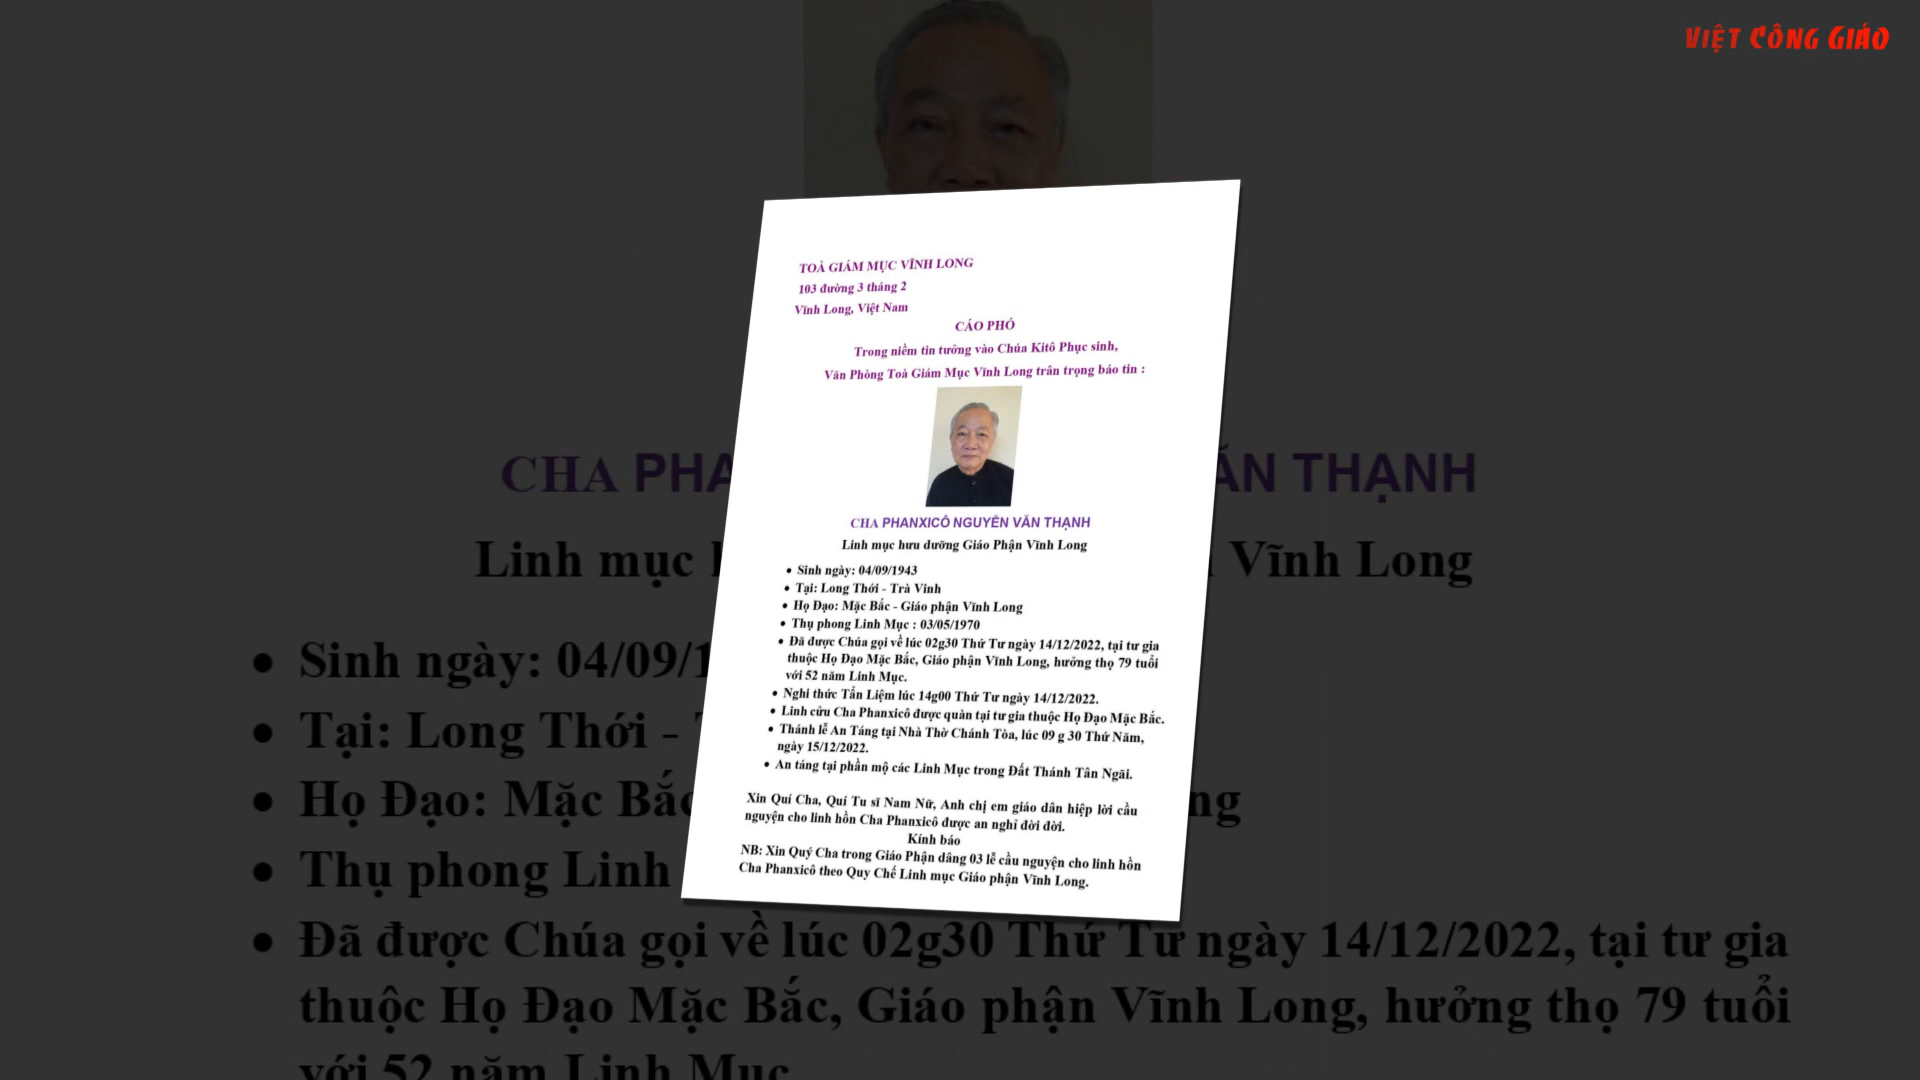 VIỆT CÔNG GIÁO
TOÀ GIÁM MỤC VĨNH LONG
103 đường 3 tháng 2
Vĩnh Long, Việt Nam
CÁO PHÓ
Trong niềm tin tưởng vào Chúa Kitô Phục sinh,
Văn Phòng Toà Giám Mục Vĩnh Long trân trọng báo tin :
CHA PHANXICÔ NGUYỄN VĂN THẠNH
Linh mục hưu dưỡng Giáo Phận Vĩnh Long
• Sinh ngày: 04/09/1943
• Tại: Long Thới - Trà Vinh
• Họ Đạo: Mặc Bắc - Giáo phận Vĩnh Long
• Thụ phong Linh Mục : 03/05/1970
• Đã được Chúa gọi về lúc 02g30 Thứ Tư ngày 14/12/2022, tại tư gia
thuộc Họ Đạo Mặc Bắc, Giáo phận Vĩnh Long, hưởng thọ 79 tuổi
với 52 năm Linh Mục.
• Nghi thức Tẩn Liệm lúc 14g00 Thứ Tư ngày 14/12/2022.
• Linh cửu Cha Phanxicô được quàn tại tư gia thuộc Họ Đạo Mặc Bắc.
• Thánh lễ An Táng tại Nhà Thờ Chánh Tòa, lúc 09 g 30 Thứ Năm,
ngày 15/12/2022.
• An táng tại phần mộ các Linh Mục trong Đất Thánh Tân Ngãi.
Xin Quí Cha, Quí Tu sĩ Nam Nữ, Anh chị em giáo dân hiệp lời cầu
nguyện cho linh hồn Cha Phanxicô được an nghỉ đời đời.
Kính báo
NB: Xin Quý Cha trong Giáo Phận dâng 03 lễ cầu nguyện cho linh hồn
Cha Phanxicô theo Quy Chế Linh mục Giáo phận Vĩnh Long.
CHA PHA ĂN THẠNH
Linh mục Vĩnh Long
• Sinh ngày: 04/09/1
• Tại: Long Thới -
• Họ Đạo: Mặc Bắc ng
• Thụ phong Linh
• Đã được Chúa gọi về lúc 02g30 Thứ Tư ngày 14/12/2022, tại tư gia
thuộc Họ Đạo Mặc Bắc, Giáo phận Vĩnh Long, hưởng thọ 79 tuổi
với 52 năm Linh Mục